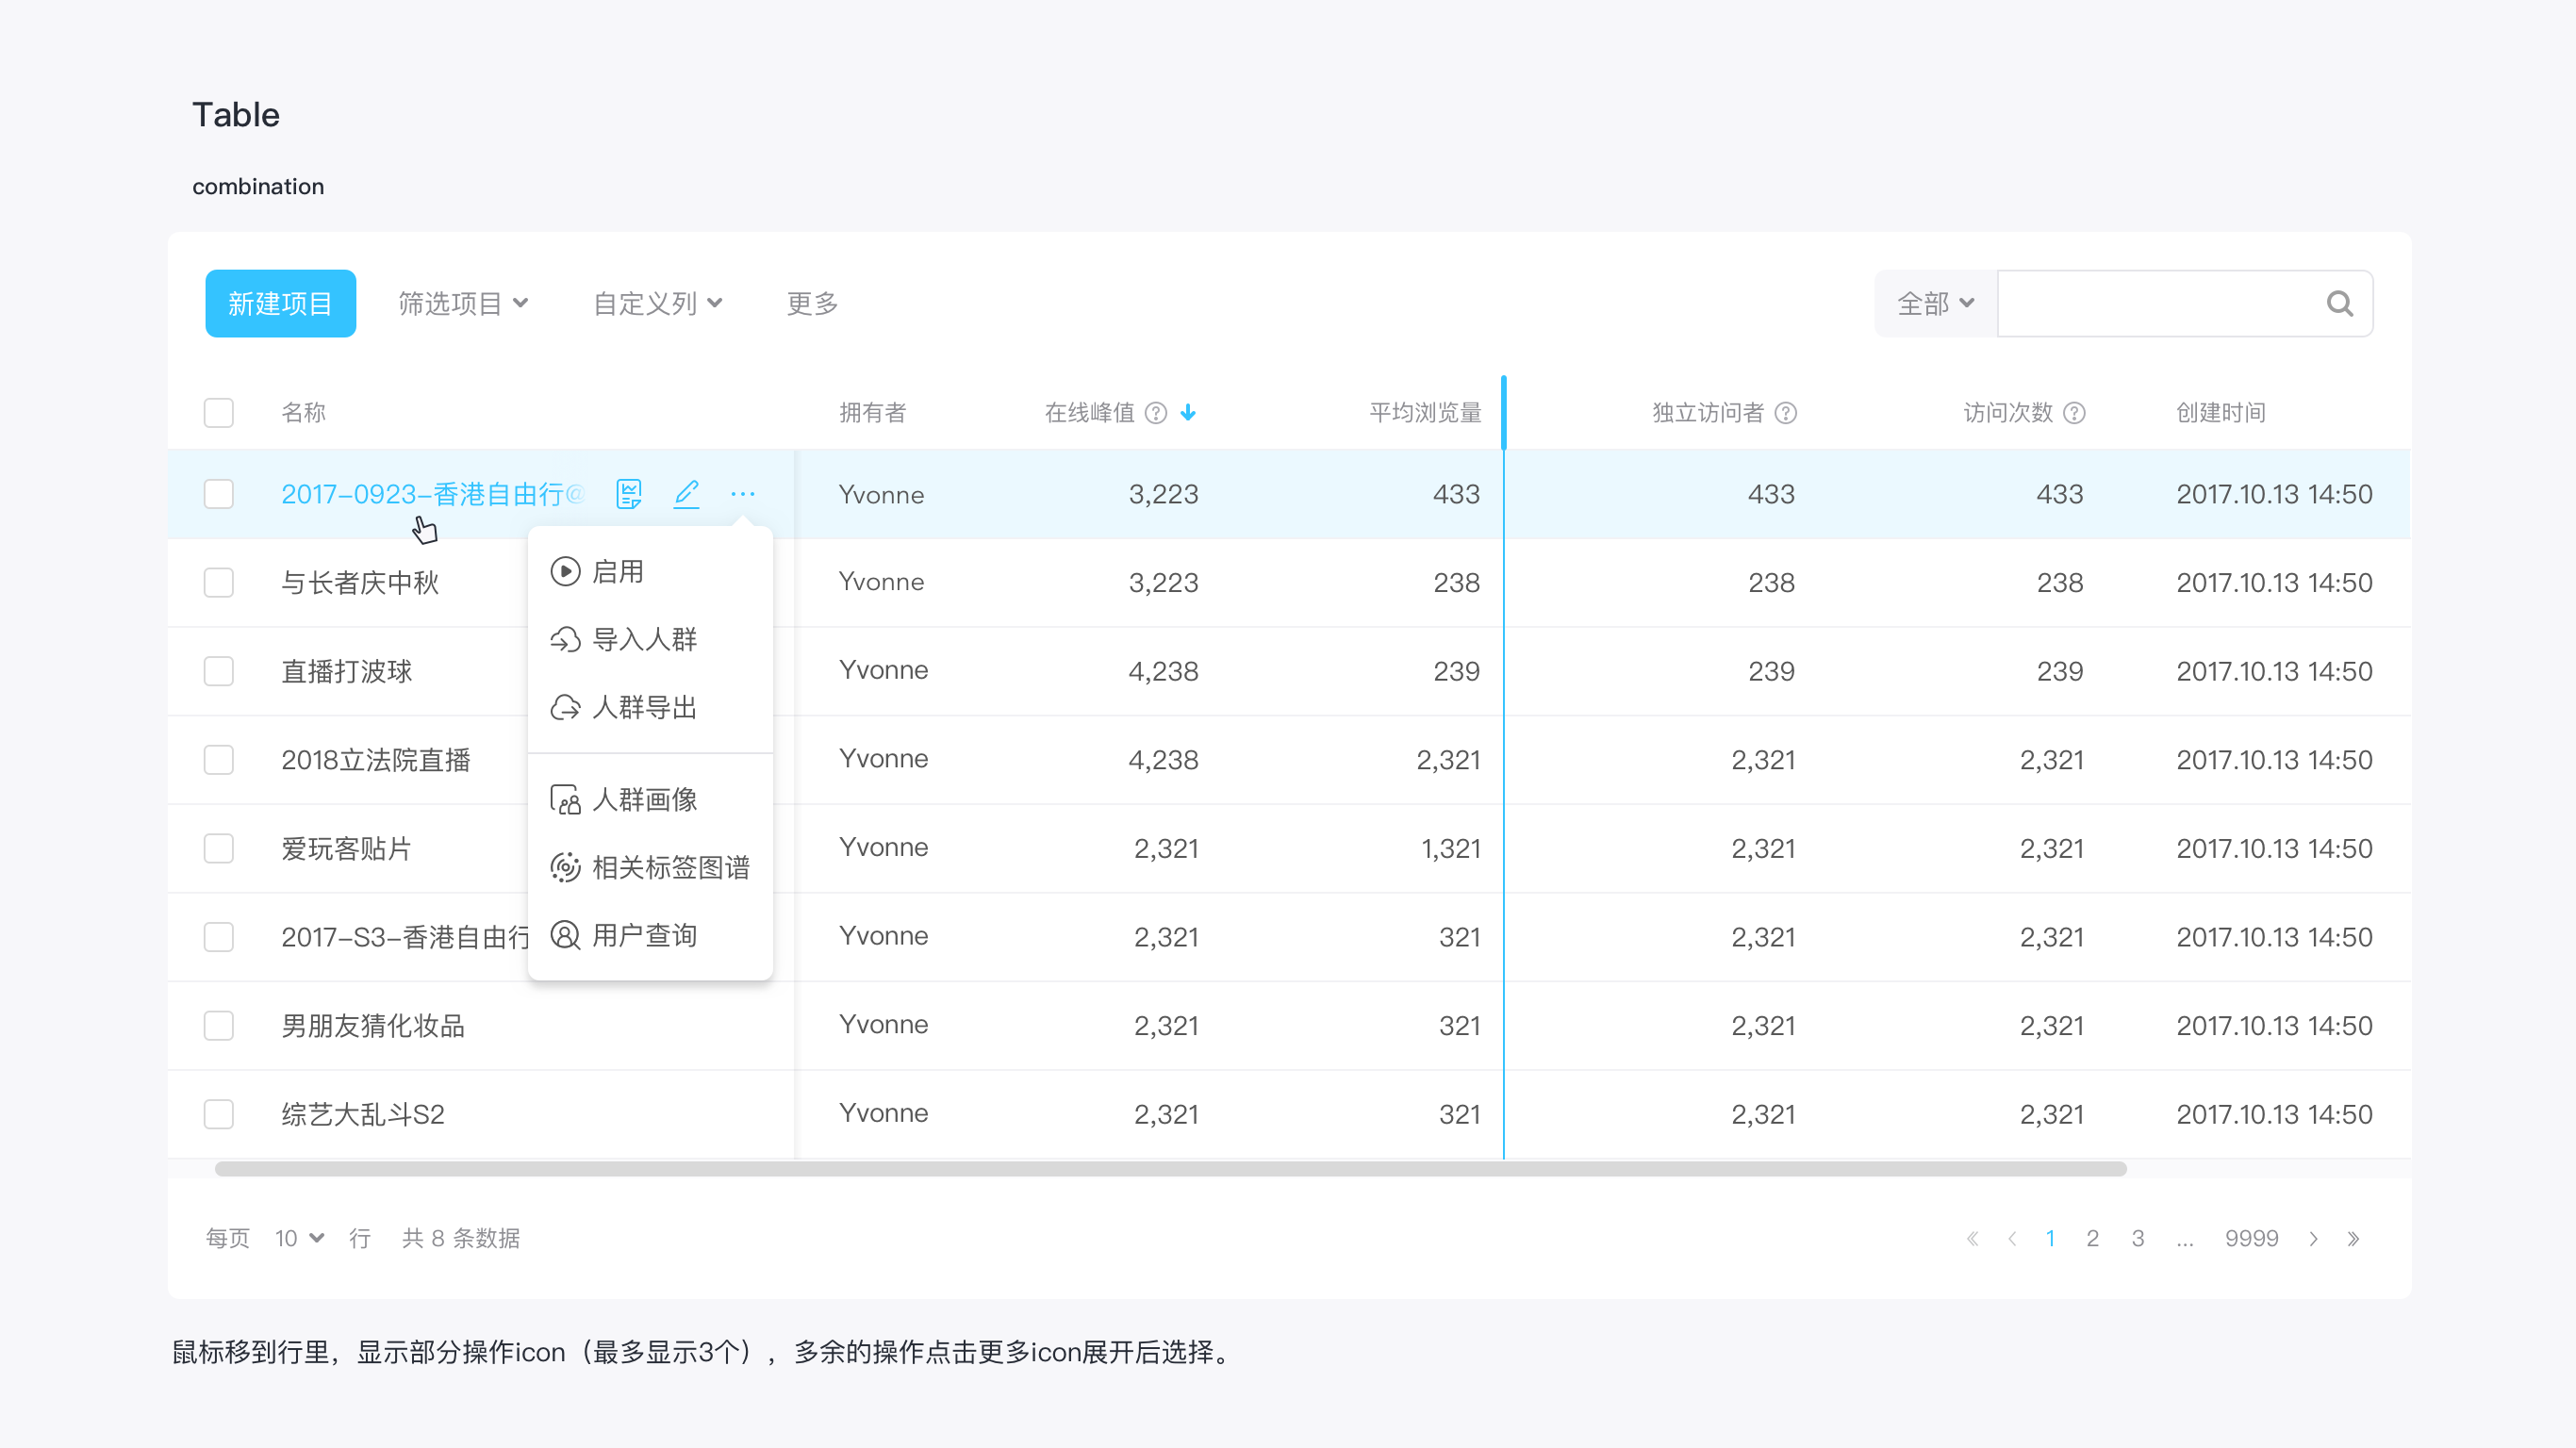 Table
combination
新建项目 筛选项目 自定义列 更多 全部
名称 拥有者 在线峰值 平均浏览量 独立访问者 访问次数 创建时间
2017-0923-香港自由行@ Yvonne 3,223 433 433 433 2017.10.13 14:50
启用
与长者庆中秋 Yvonne 3,223 238 238 238 2017.10.13 14:50
导入人群
直播打波球 Yvonne 4,238 239 239 239 2017.10.13 14:50
人群导出
2018立法院直播 Yvonne 4,238 2,321 2,321 2,321 2017.10.13 14:50
人群画像
爱玩客贴片 Yvonne 2,321 1,321 2,321 2,321 2017.10.13 14:50
相关标签图谱
2017-S3-香港自由行 Yvonne 2,321 321 2,321 2,321 2017.10.13 14:50
用户查询
男朋友猜化妆品 Yvonne 2,321 321 2,321 2,321 2017.10.13 14:50
综艺大乱斗S2 Yvonne 2,321 321 2,321 2,321 2017.10.13 14:50
每页 10 行 共 8 条数据 1 2 3 ... 9999
鼠标移到行里，显示部分操作icon（最多显示3个），多余的操作点击更多icon展开后选择。